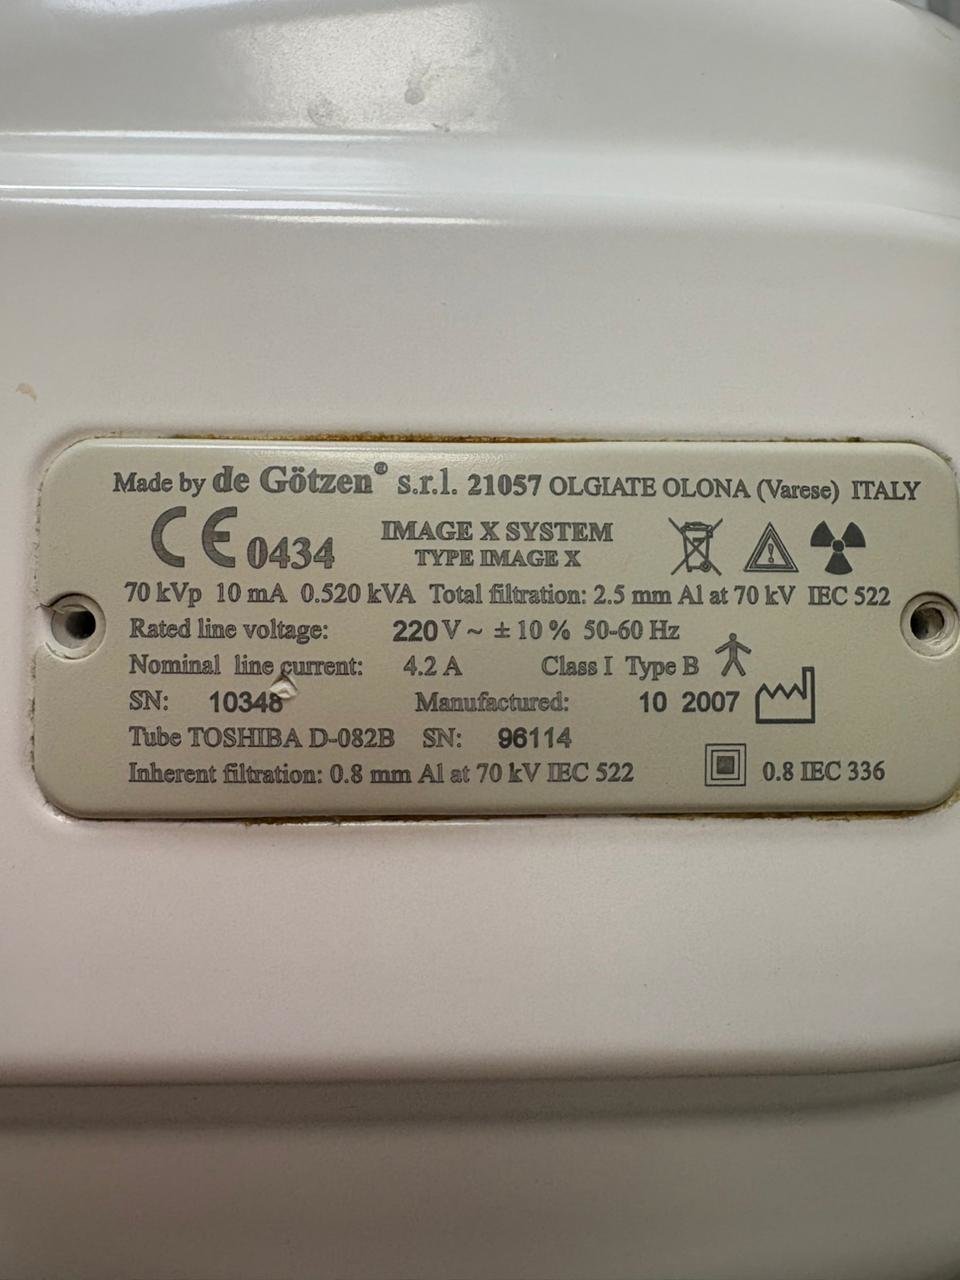 Made by de Götzen® s.r.l. 21057 OLGIATE OLONA (Varese) ITALY
CE 0434 IMAGE X SYSTEM
TYPE IMAGE X
70 kVp 10 mA 0.520 kVA Total filtration: 2.5 mm Al at 70 kV IEC 522
Rated line voltage: 220 V ~ ± 10 % 50-60 Hz
Nominal line current: 4.2 A Class I Type B
SN: 10348 Manufactured: 10 2007
Tube TOSHIBA D-082B SN: 96114
Inherent filtration: 0.8 mm Al at 70 kV IEC 522 0.8 IEC 336